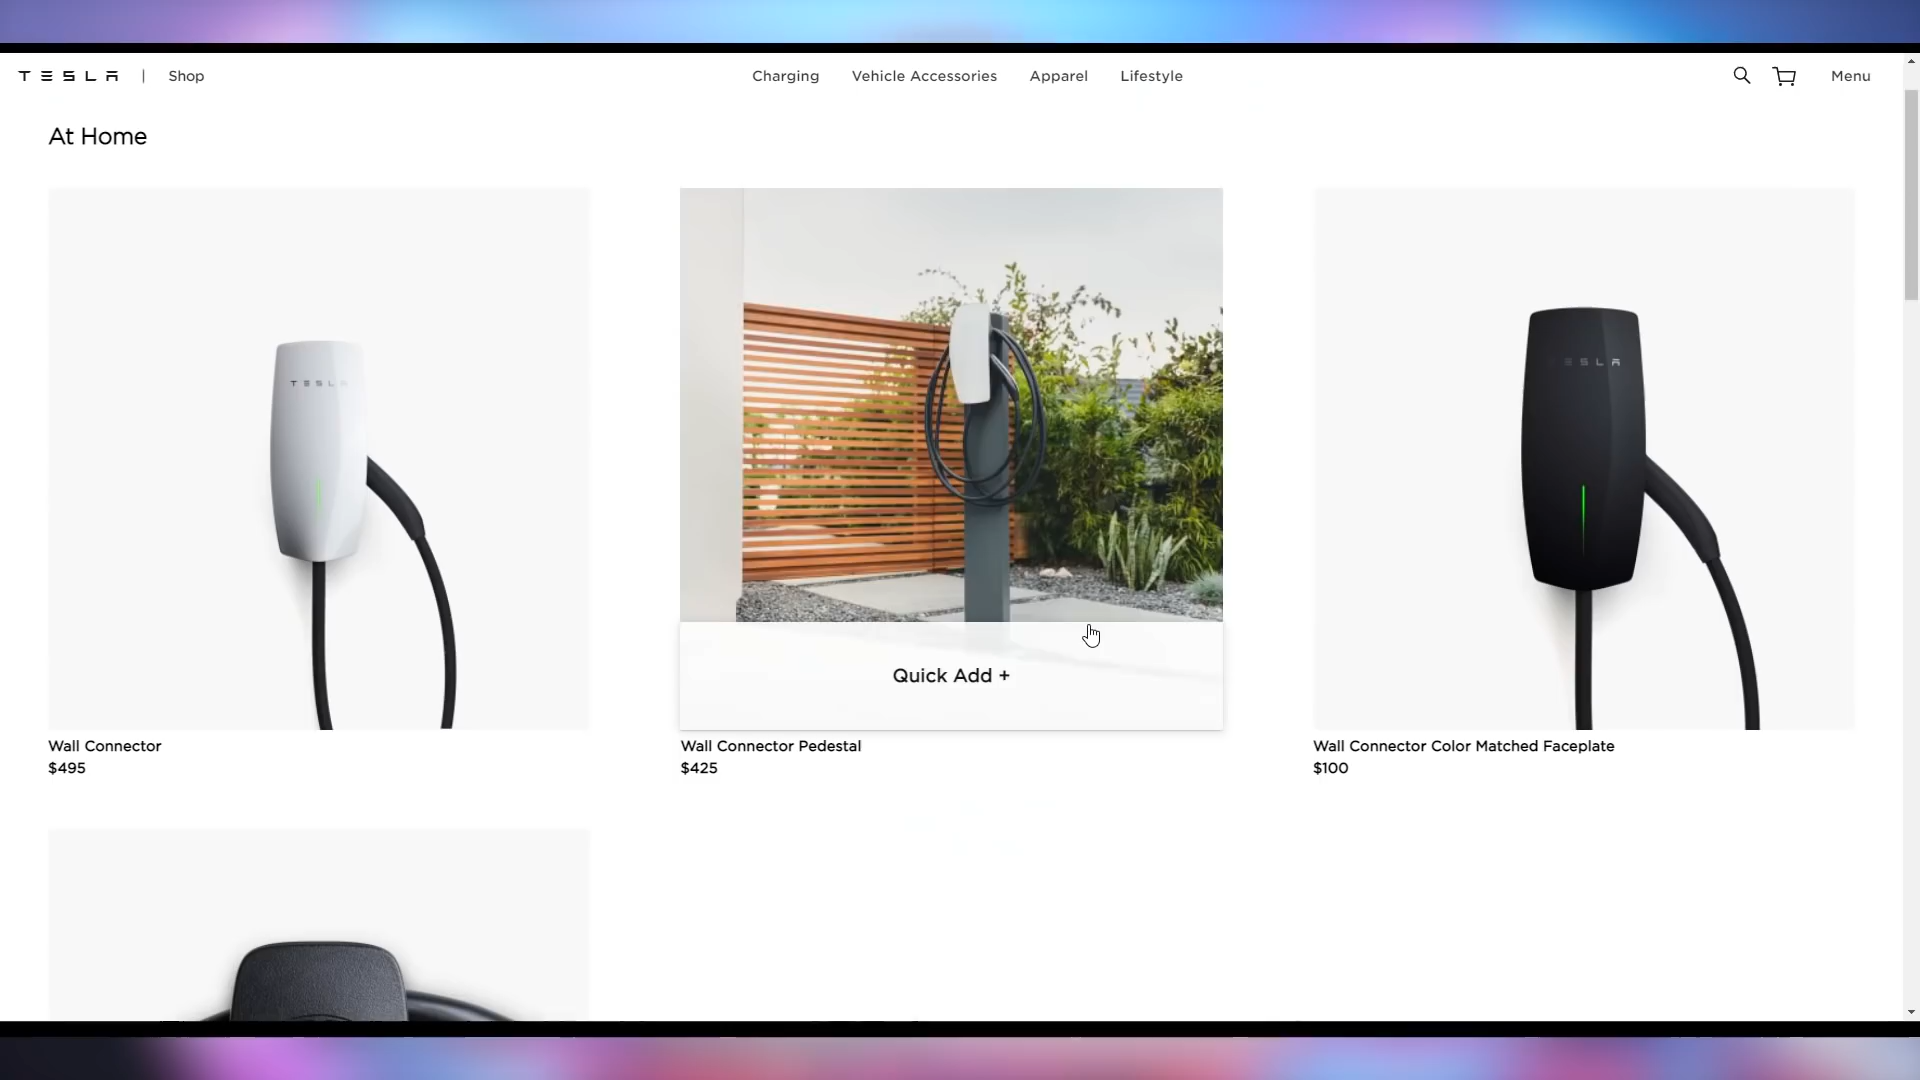 TESLA | Shop
Charging
Vehicle Accessories
Apparel
Lifestyle
Menu
At Home
TESLA
ESLA
Quick Add +
Wall Connector
$495
Wall Connector Pedestal
$425
Wall Connector Color Matched Faceplate
$100